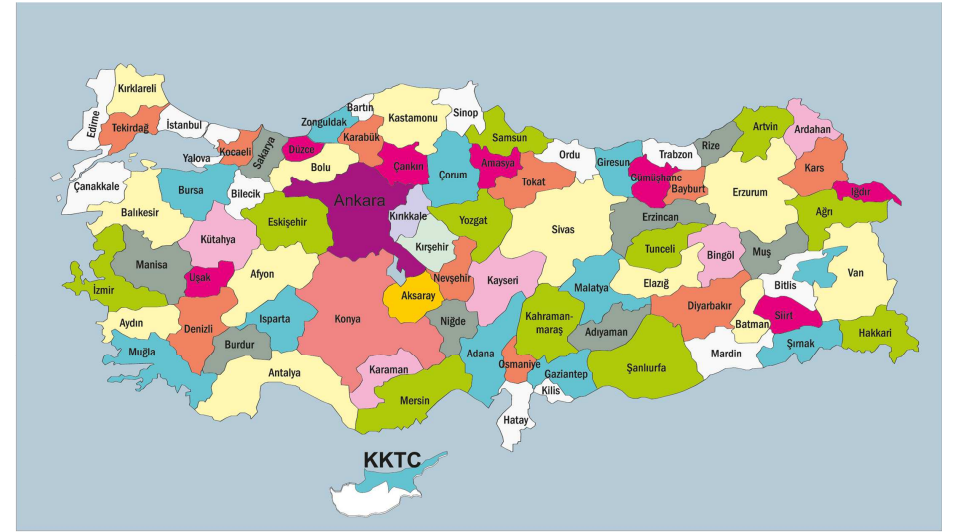 Kırklareli
Edirne
Tekirdağ
İstanbul
Yalova
Kocaeli
Sakarya
Düzce
Zonguldak
Bartın
Karabük
Kastamonu
Sinop
Samsun
Ordu
Giresun
Trabzon
Rize
Artvin
Ardahan
Çanakkale
Bursa
Bilecik
Bolu
Çankırı
Çorum
Amasya
Tokat
Gümüşhane
Bayburt
Erzurum
Kars
Iğdır
Balıkesir
Kütahya
Eskişehir
Ankara
Kırıkkale
Yozgat
Sivas
Erzincan
Ağrı
Manisa
Uşak
Afyon
Kırşehir
Nevşehir
Kayseri
Malatya
Tunceli
Elazığ
Bingöl
Muş
Bitlis
Van
İzmir
Aydın
Denizli
Isparta
Konya
Aksaray
Niğde
Kahraman-
maraş
Adıyaman
Diyarbakır
Batman
Siirt
Hakkari
Muğla
Burdur
Antalya
Karaman
Mersin
Adana
Osmaniye
Gaziantep
Kilis
Hatay
Şanlıurfa
Mardin
Şırnak
KKTC